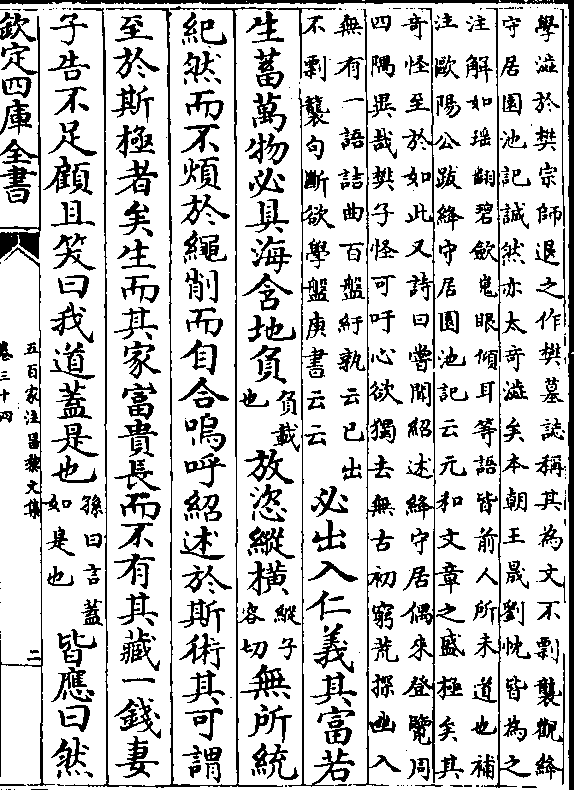 學澁於樊宗師退之作樊墓誌稱其為文不剽襲觀絳
守居園池記誠然亦太奇澁矣本朝王晟劉忱皆為之
注解如瑶翻碧歛嵬眼傾耳等語皆前人所未道也補
注歐陽公跋絳守居園池記云元和文章之盛極矣其
奇怪至於如此又詩曰嘗聞紹述絳守居偶來登覽周
四隅異哉樊子怪可吁心欲獨去無古初窮荒探幽入
無有一語詰曲百盤紆孰云已出
不剽襲句斷欲學盤庚書云云
必出入仁義其富若
生蓄萬物必具海含地負負載也放恣縱橫縱子容切無所統
紀然而不煩於繩削而自合嗚呼紹述於斯術其可謂
至於斯極者矣生而其家富貴長而不有其藏一錢妻
子告不足顧且笑曰我道蓋是也孫曰言蓋如是也皆應曰然
欽定四庫全書
五百家注昌黎文集
卷三十四
二